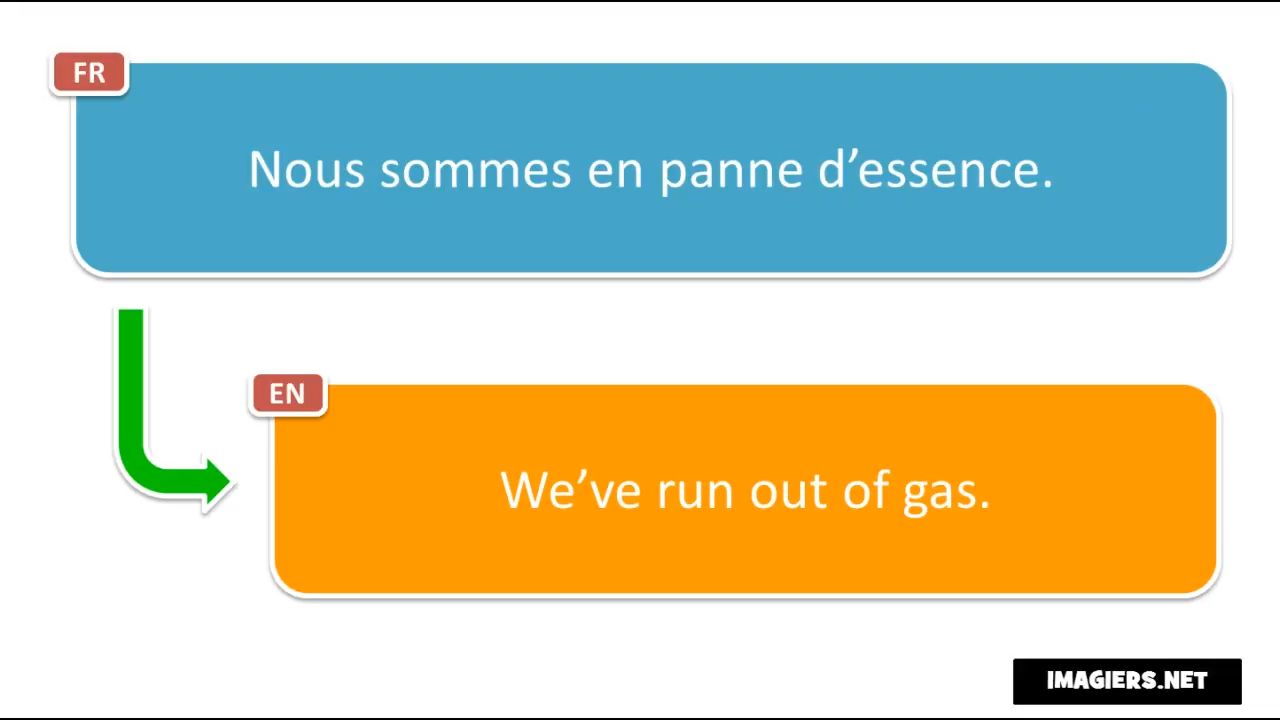 FR
Nous sommes en panne d’essence.
EN
We’ve run out of gas.
IMAGIERS.NET